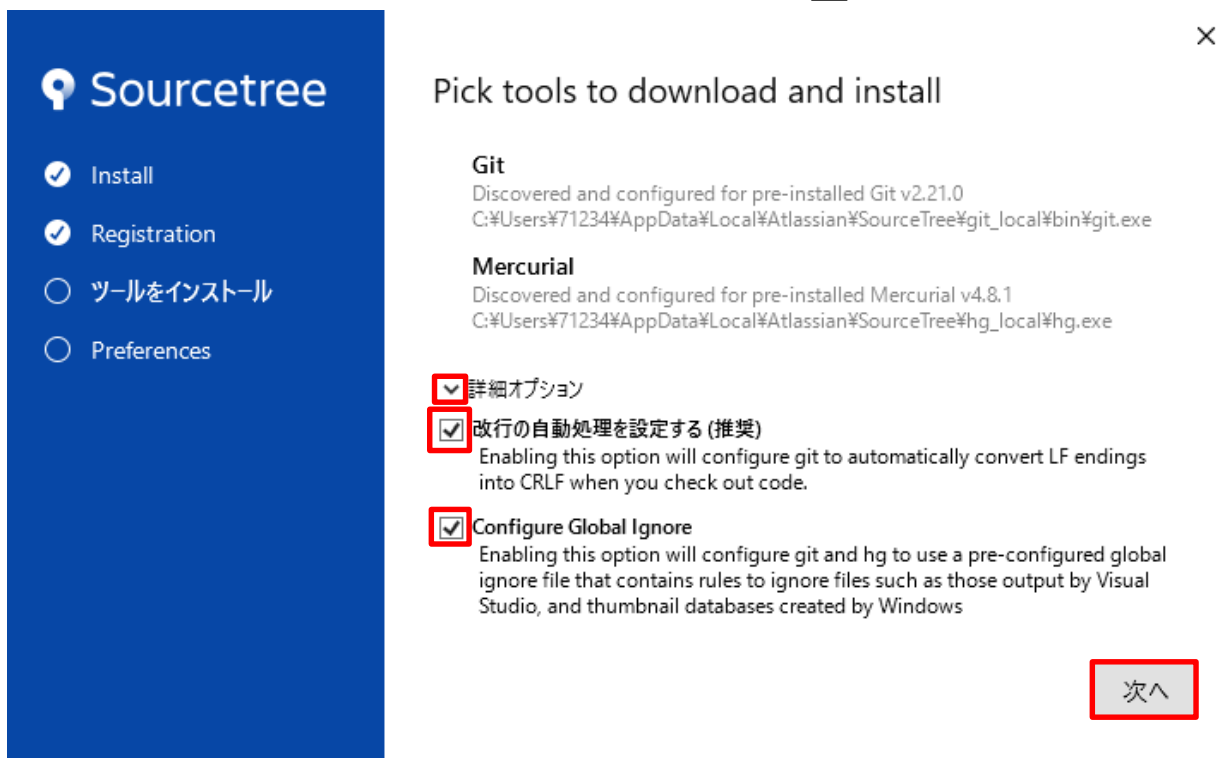 Sourcetree
Install
Registration
ツールをインストール
Preferences
Pick tools to download and install
Git
Discovered and configured for pre-installed Git v2.21.0
C:¥Users¥71234¥AppData¥Local¥Atlassian¥SourceTree¥git_local¥bin¥git.exe
Mercurial
Discovered and configured for pre-installed Mercurial v4.8.1
C:¥Users¥71234¥AppData¥Local¥Atlassian¥SourceTree¥hg_local¥hg.exe
詳細オプション
改行の自動処理を設定する (推奨)
Enabling this option will configure git to automatically convert LF endings
into CRLF when you check out code.
Configure Global Ignore
Enabling this option will configure git and hg to use a pre-configured global
ignore file that contains rules to ignore files such as those output by Visual
Studio, and thumbnail databases created by Windows
次へ